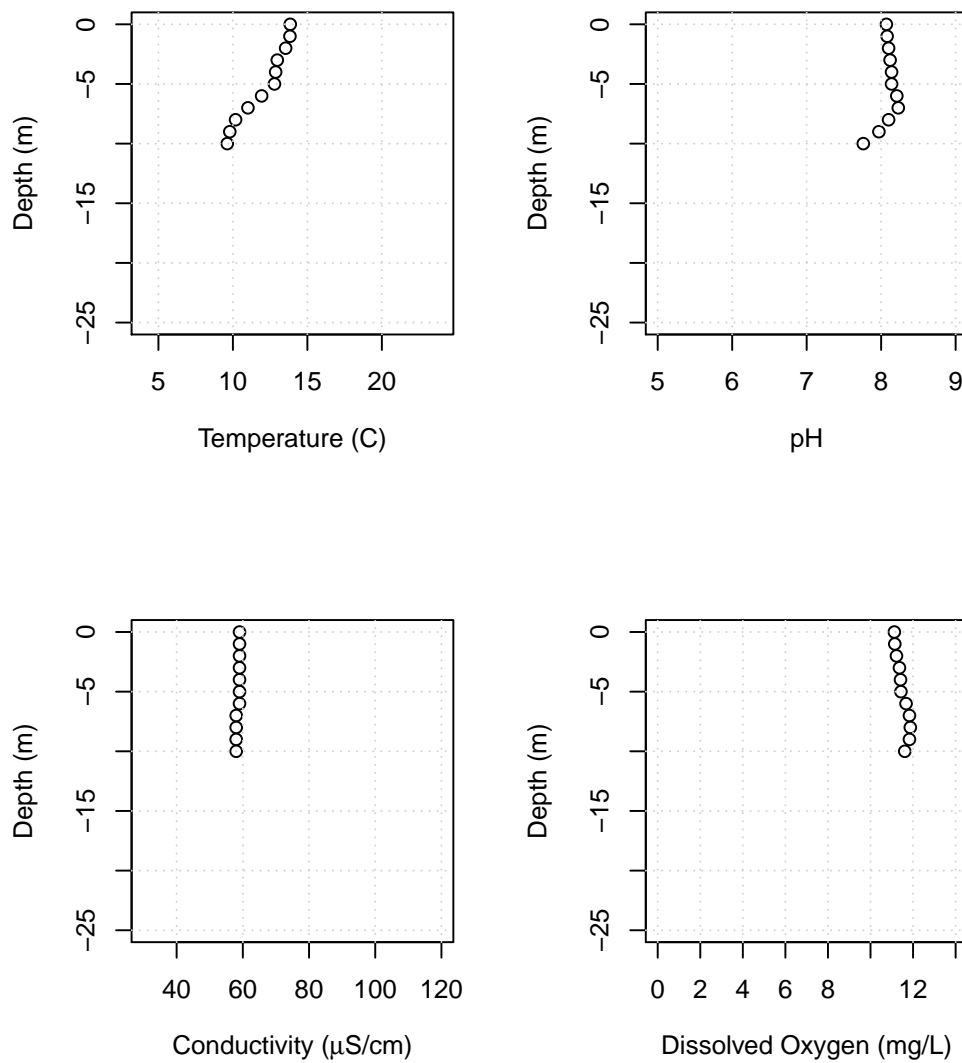 0
−5
−15
−25
Depth (m)
5 10 15 20
Temperature (C)
0
−5
−15
−25
Depth (m)
5 6 7 8 9
pH
0
−5
−15
−25
Depth (m)
40 60 80 100 120
Conductivity (μS/cm)
0
−5
−15
−25
Depth (m)
0 2 4 6 8 12
Dissolved Oxygen (mg/L)